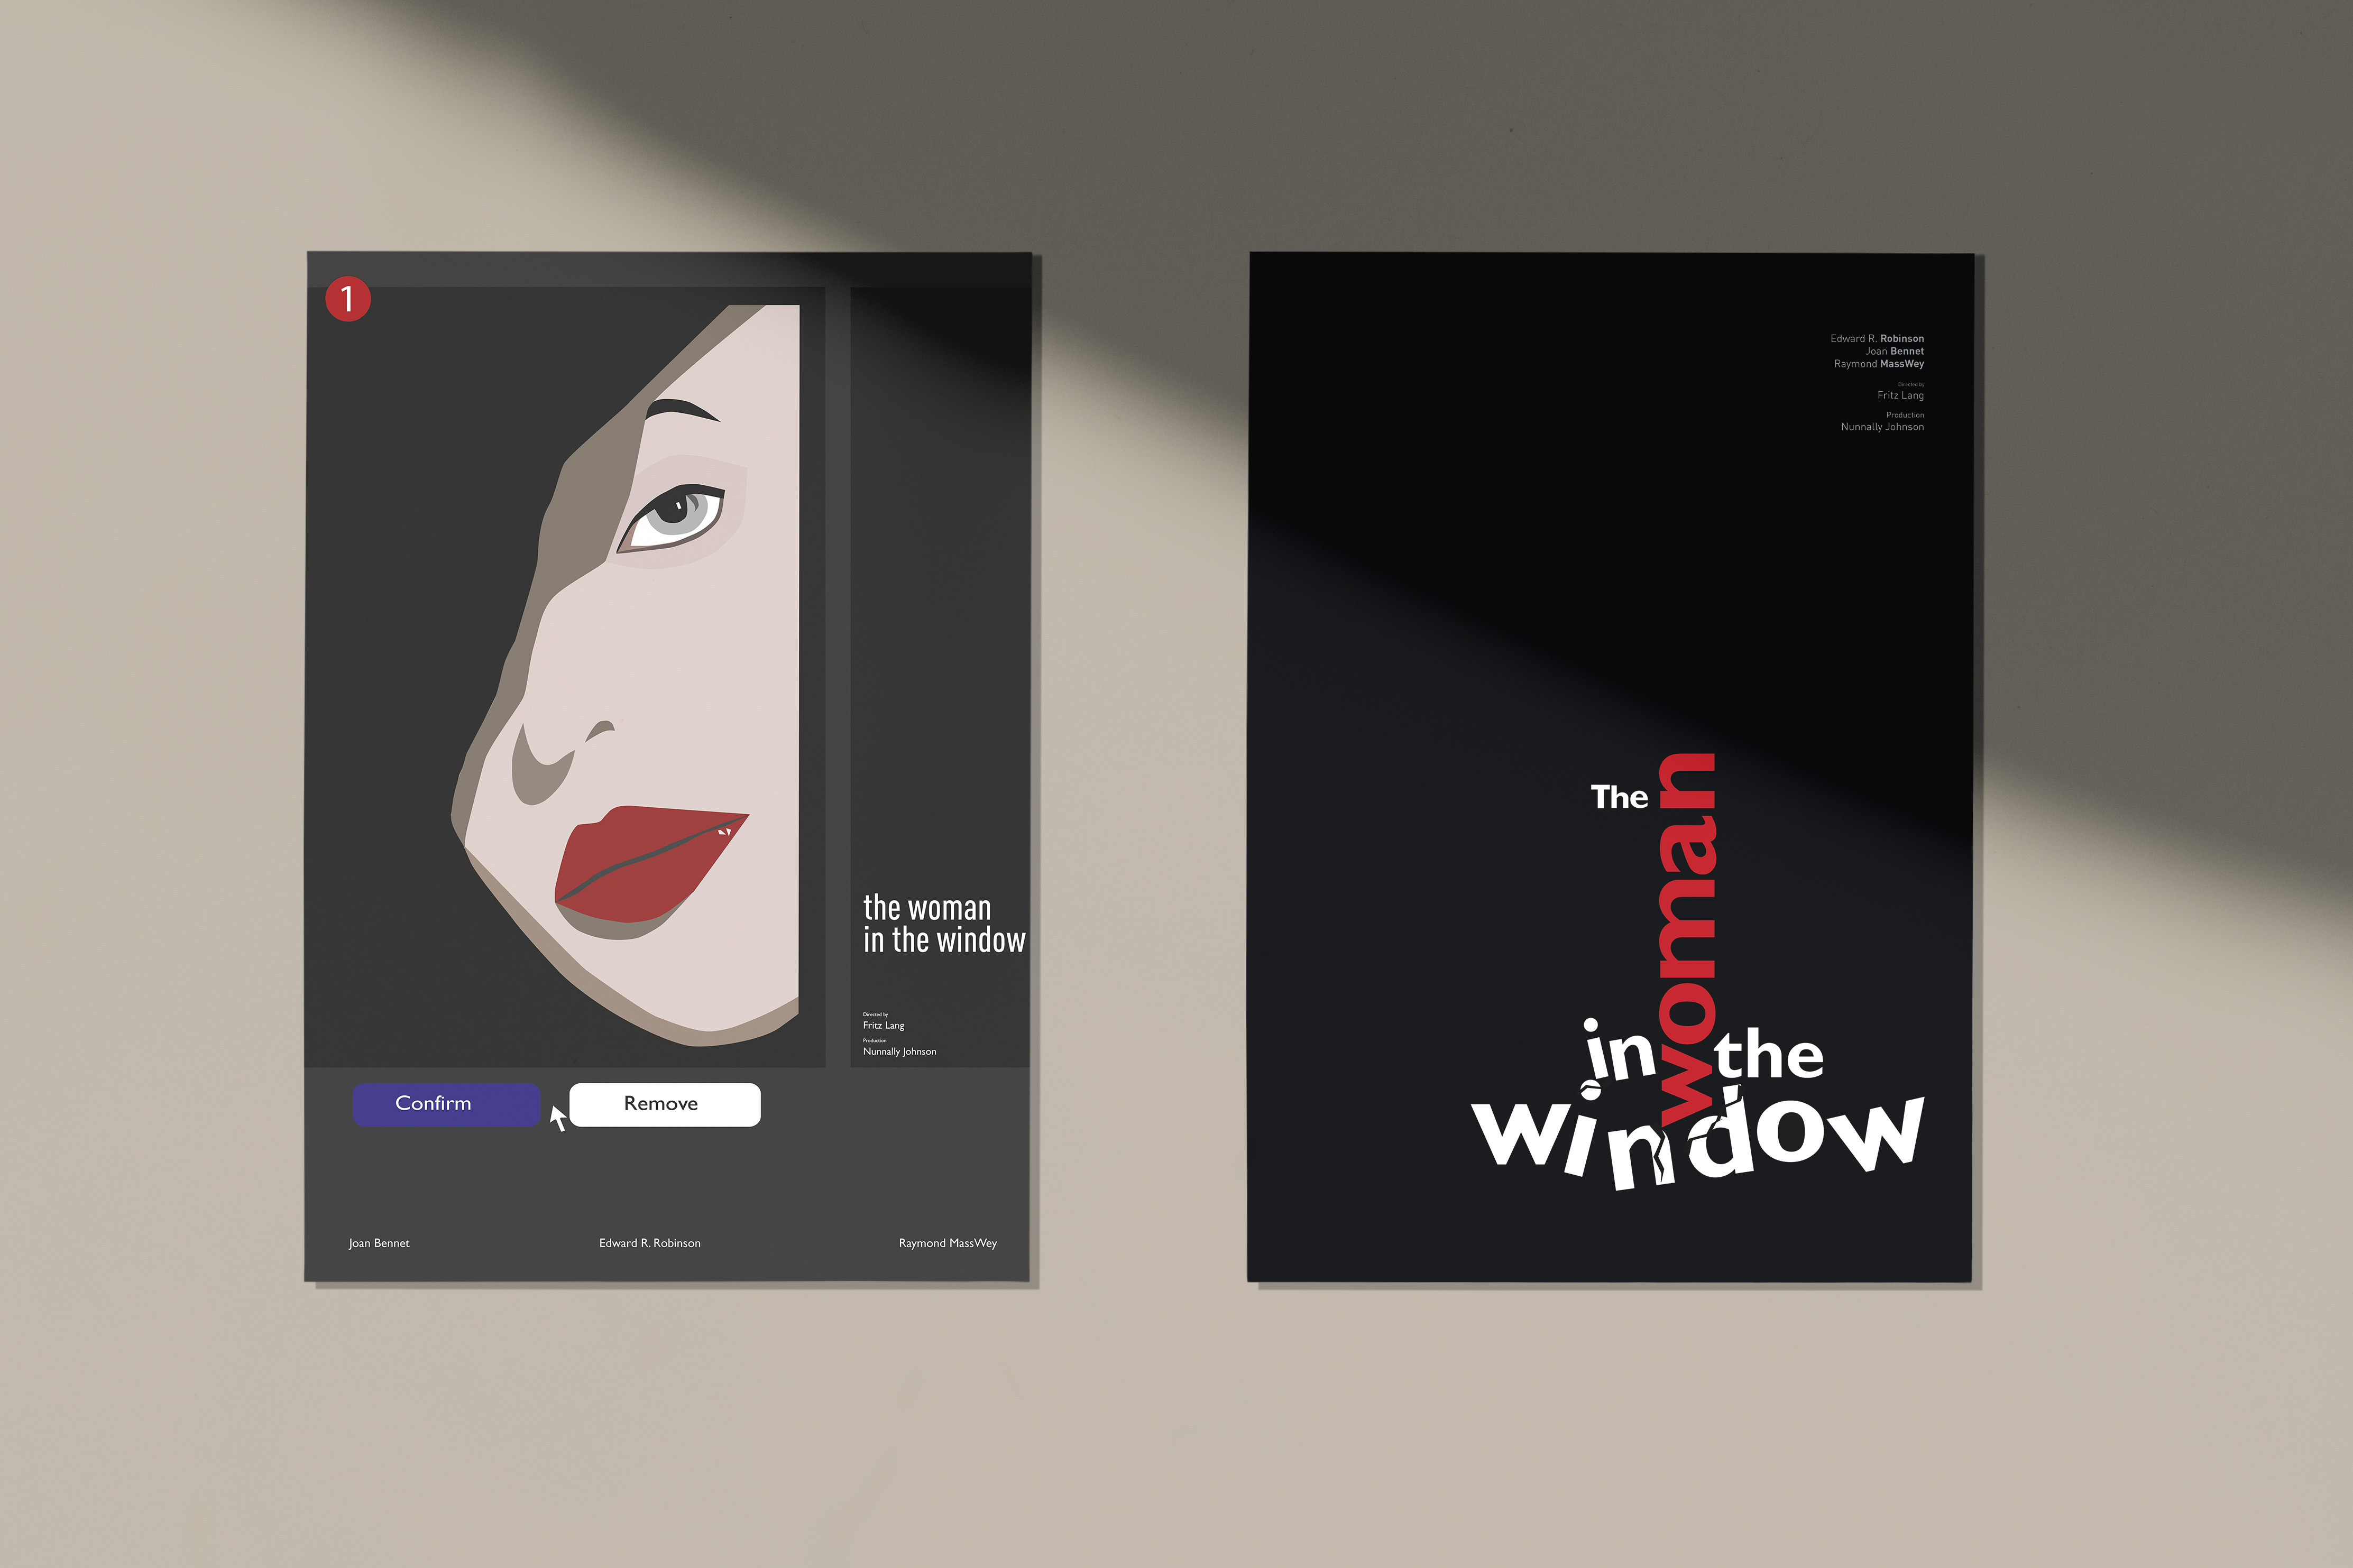 1
the woman
in the window
Directed by
Fritz Lang
Production
Nunnally Johnson
Confirm
Remove
Joan Bennet
Edward R. Robinson
Raymond MassWey
Edward R. Robinson
Joan Bennet
Raymond MassWey
Directed by
Fritz Lang
Production
Nunnally Johnson
The
woman
in
the
window